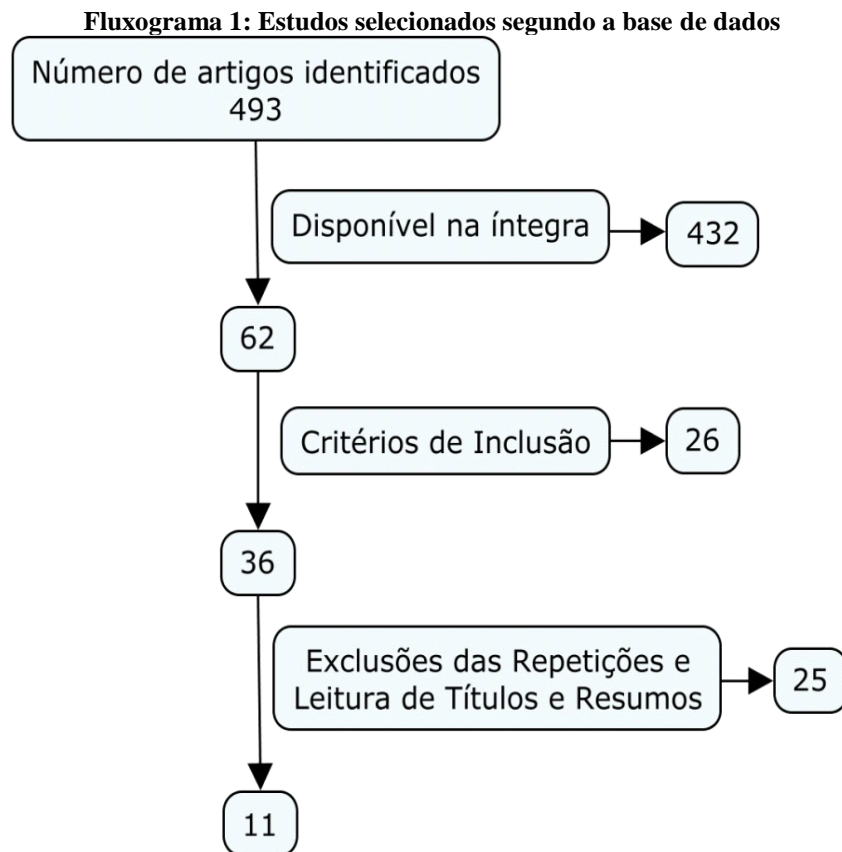 Fluxograma 1: Estudos selecionados segundo a base de dados
Número de artigos identificados
493
Disponível na íntegra
432
62
Critérios de Inclusão
26
36
Exclusões das Repetições e
Leitura de Títulos e Resumos
25
11